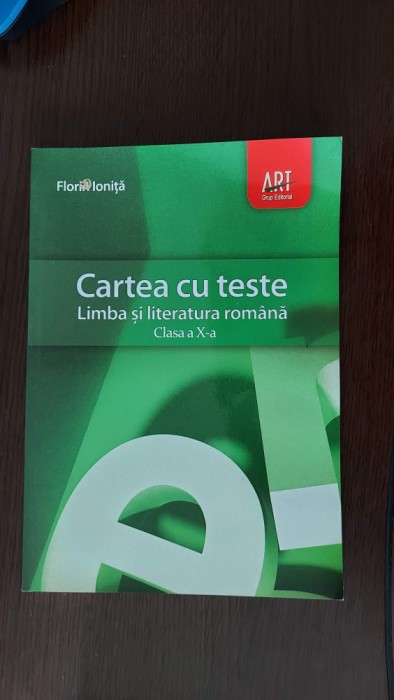 Florin Ioniță
ART
Grup Editorial
Cartea cu teste
Limba și literatura română
Clasa a X-a
e!